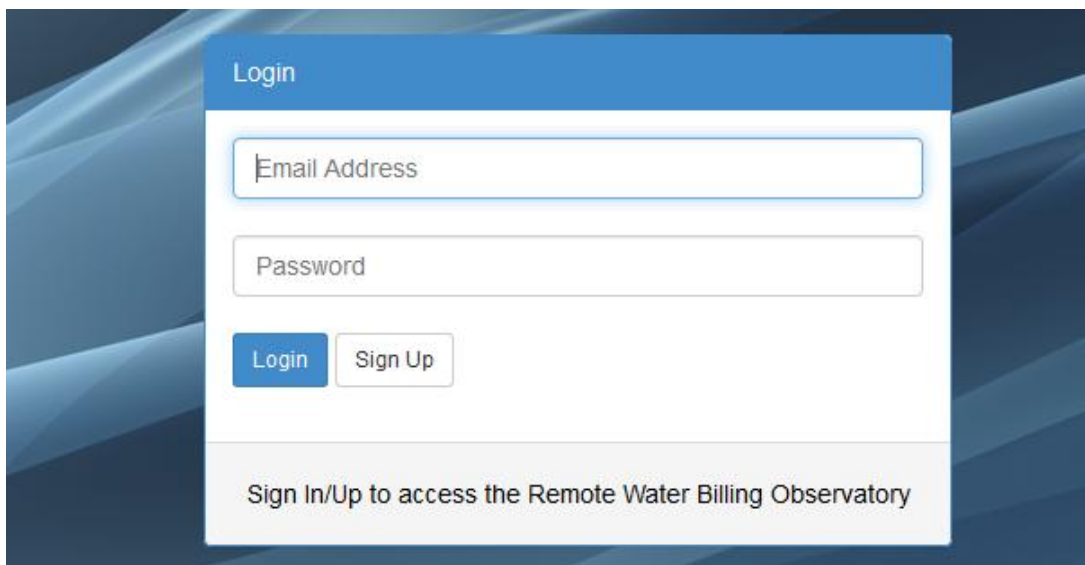 Login
Email Address
Password
Login Sign Up
Sign In/Up to access the Remote Water Billing Observatory